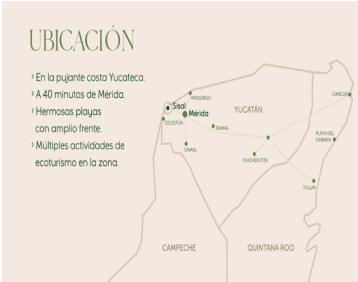 UBICACIÓN
› En la pujante costa Yucateca.
› A 40 minutos de Mérida.
› Hermosas playas
con amplio frente.
› Múltiples actividades de
ecoturismo en la zona.
PROGRESO
Sisal
Mérida
CELESTÚN
YUCATÁN
IZAMAL
UXMAL
CHICHEN ITZA
CANCUN
PLAYA DEL
CARMEN
TULUM
CAMPECHE
QUINTANA ROO